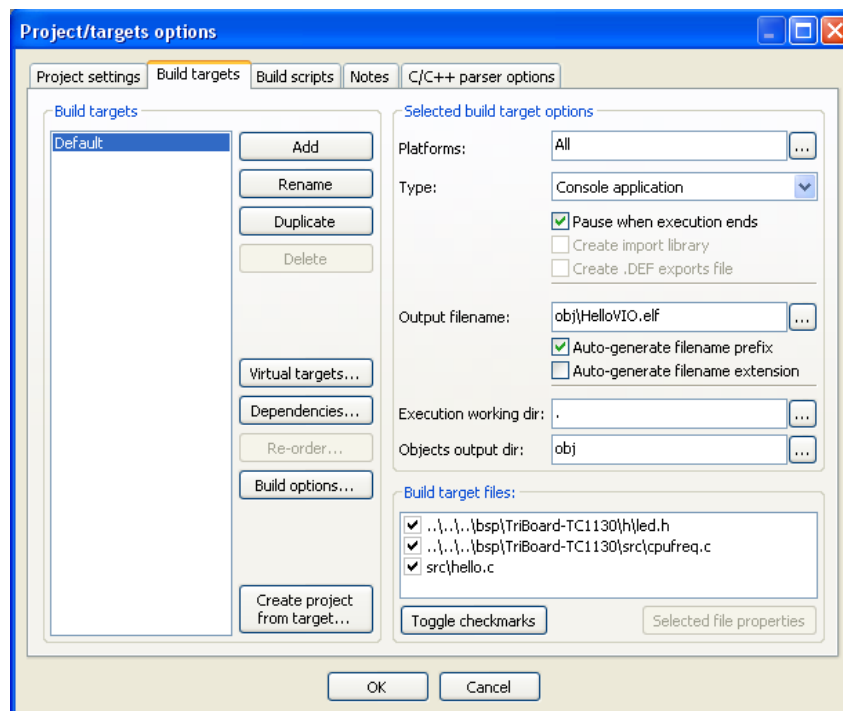 Project/targets options
Project settings
Build targets
Build scripts
Notes
C/C++ parser options
Build targets
Default
Add
Rename
Duplicate
Delete
Virtual targets...
Dependencies...
Re-order...
Build options...
Create project
from target...
Selected build target options
Platforms:
All
...
Type:
Console application
Pause when execution ends
Create import library
Create .DEF exports file
Output filename:
obj\HelloVIO.elf
...
Auto-generate filename prefix
Auto-generate filename extension
Execution working dir:
.
...
Objects output dir:
obj
...
Build target files:
..\..\..\bsp\TriBoard-TC1130\h\led.h
..\..\..\bsp\TriBoard-TC1130\src\cpufreq.c
src\hello.c
Toggle checkmarks
Selected file properties
OK
Cancel